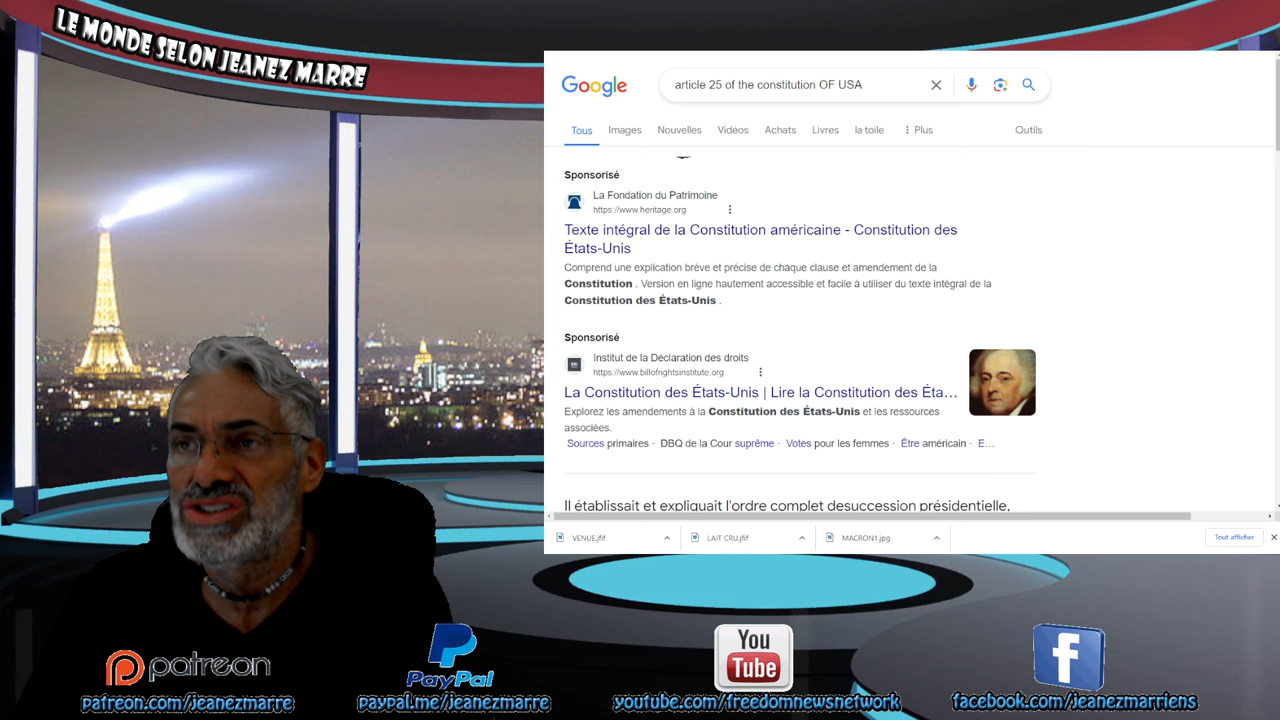 LE MONDE SELON JEANEZ MARRE
Google
article 25 of the constitution OF USA
Tous
Images
Nouvelles
Vidéos
Achats
Livres
la toile
Plus
Outils
Sponsorisé
La Fondation du Patrimoine
https://www.heritage.org
Texte intégral de la Constitution américaine - Constitution des
États-Unis
Comprend une explication brève et précise de chaque clause et amendement de la
Constitution . Version en ligne hautement accessible et facile à utiliser du texte intégral de la
Constitution des États-Unis .
Sponsorisé
Institut de la Déclaration des droits
https://www.billofrightsinstitute.org
La Constitution des États-Unis | Lire la Constitution des Éta…
Explorez les amendements à la Constitution des États-Unis et les ressources
associées.
Sources primaires · DBQ de la Cour suprême · Votes pour les femmes · Être américain · E…
Il établissait et expliquait l'ordre complet desuccession présidentielle,
VENUE.jfif
LAIT CRU.jfif
MACRON1.jpg
Tout afficher
patreon
PayPal
You
Tube
f
patreon.com/jeanezmarre
paypal.me/jeanezmarre
youtube.com/freedomnewsnetwork
facebook.com/jeanezmarriens